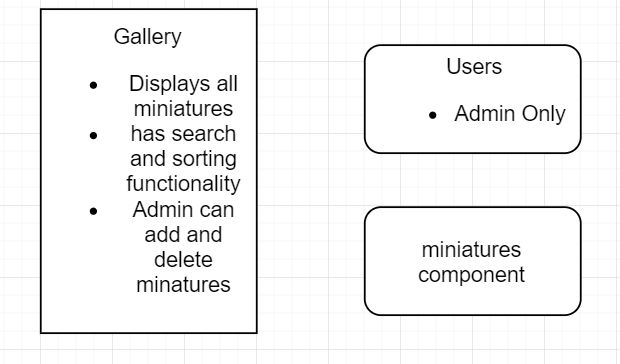 Gallery
• Displays all
miniatures
• has search
and sorting
functionality
• Admin can
add and
delete
minatures
Users
• Admin Only
miniatures
component